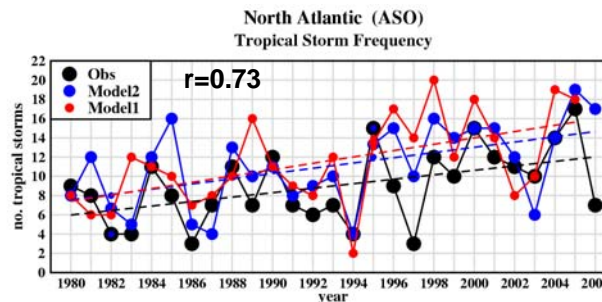 North Atlantic (ASO)
Tropical Storm Frequency
22
20
18
16
14
12
10
8
6
4
2
0
no. tropical storms
Obs
Model2
Model1
r=0.73
1980 1982 1984 1986 1988 1990 1992 1994 1996 1998 2000 2002 2004 200
year